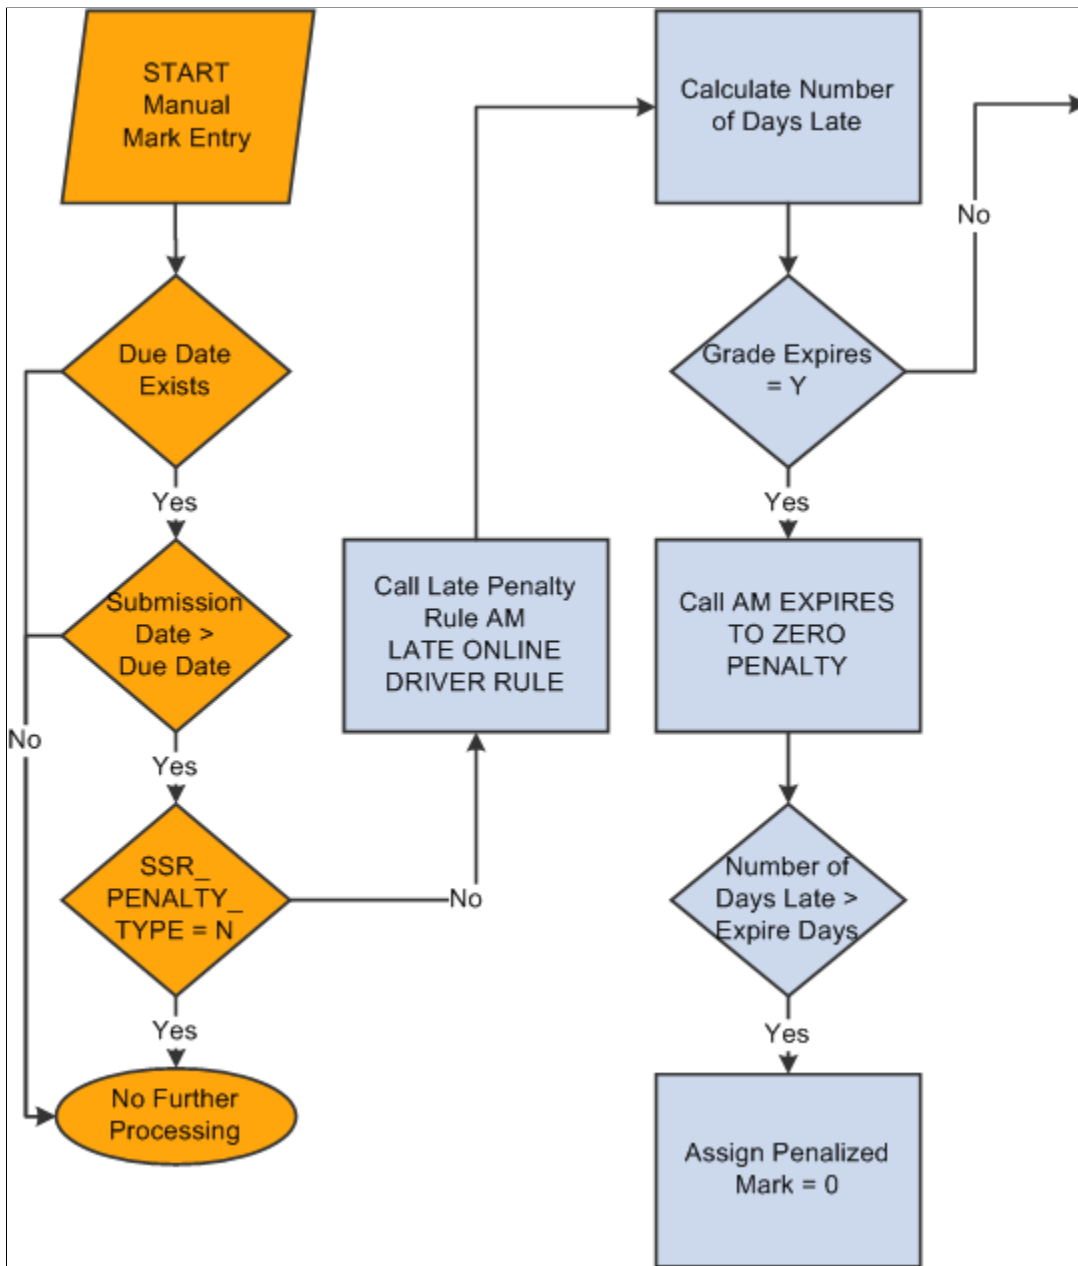 START
Manual
Mark Entry
Due Date
Exists
Yes
Submission
Date >
Due Date
No
Yes
SSR_
PENALTY_
TYPE = N
No
Yes
No Further
Processing
Call Late Penalty
Rule AM
LATE ONLINE
DRIVER RULE
Calculate Number
of Days Late
No
Grade Expires
= Y
Yes
Call AM EXPIRES
TO ZERO
PENALTY
Number of
Days Late >
Expire Days
Yes
Assign Penalized
Mark = 0